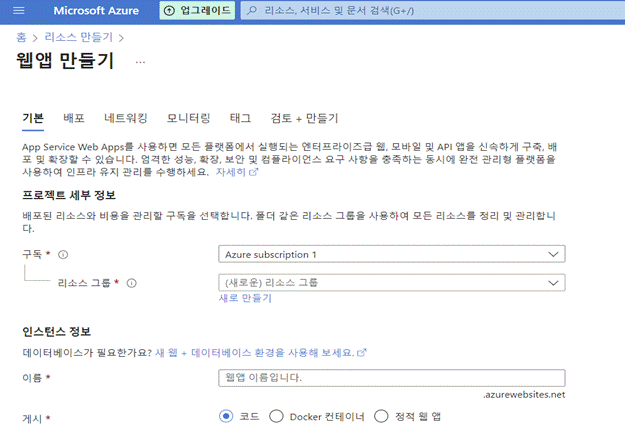 Microsoft Azure 업그레이드 리소스, 서비스 및 문서 검색(G+/)
홈 > 리소스 만들기 >
웹앱 만들기 ...
기본 배포 네트워킹 모니터링 태그 검토 + 만들기
App Service Web Apps를 사용하면 모든 플랫폼에서 실행되는 엔터프라이즈급 웹, 모바일 및 API 앱을 신속하게 구축, 배
포 및 확장할 수 있습니다. 엄격한 성능, 확장, 보안 및 컴플라이언스 요구 사항을 충족하는 동시에 완전 관리형 플랫폼을
사용하여 인프라 유지 관리를 수행하세요. 자세히
프로젝트 세부 정보
배포된 리소스와 비용을 관리할 구독을 선택합니다. 폴더 같은 리소스 그룹을 사용하여 모든 리소스를 정리 및 관리합니
다.
구독 * Azure subscription 1
리소스 그룹 * (새로운) 리소스 그룹
새로 만들기
인스턴스 정보
데이터베이스가 필요한가요? 새 웹 + 데이터베이스 환경을 사용해 보세요.
이름 * 웹앱 이름입니다.
.azurewebsites.net
게시 * 코드 Docker 컨테이너 정적 웹 앱